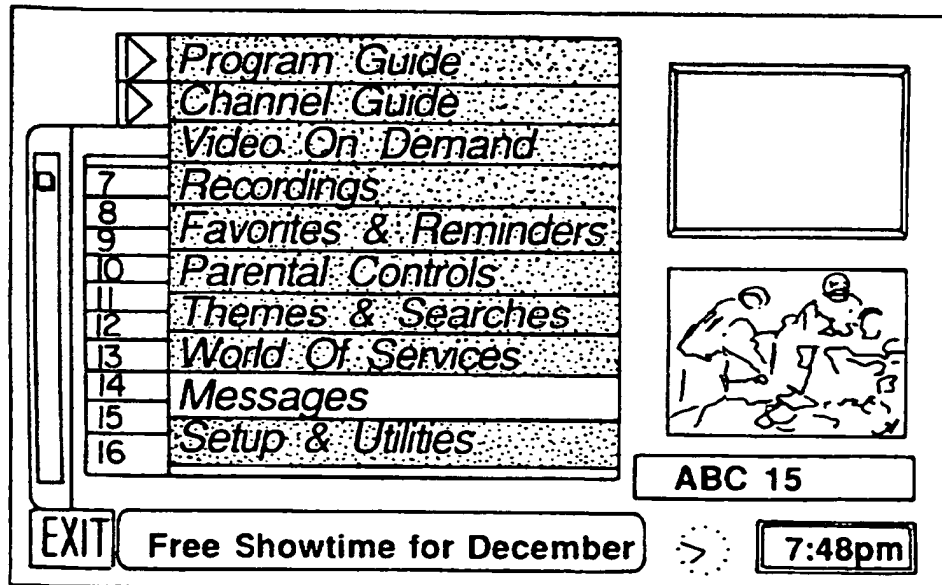 Program Guide
Channel Guide
Video On Demand
7 Recordings
8
Favorites & Reminders
9
10 Parental Controls
11
Themes & Searches
12
13 World Of Services
14
Messages
15
Setup & Utilities
16
ABC 15
EXIT Free Showtime for December 7:48pm